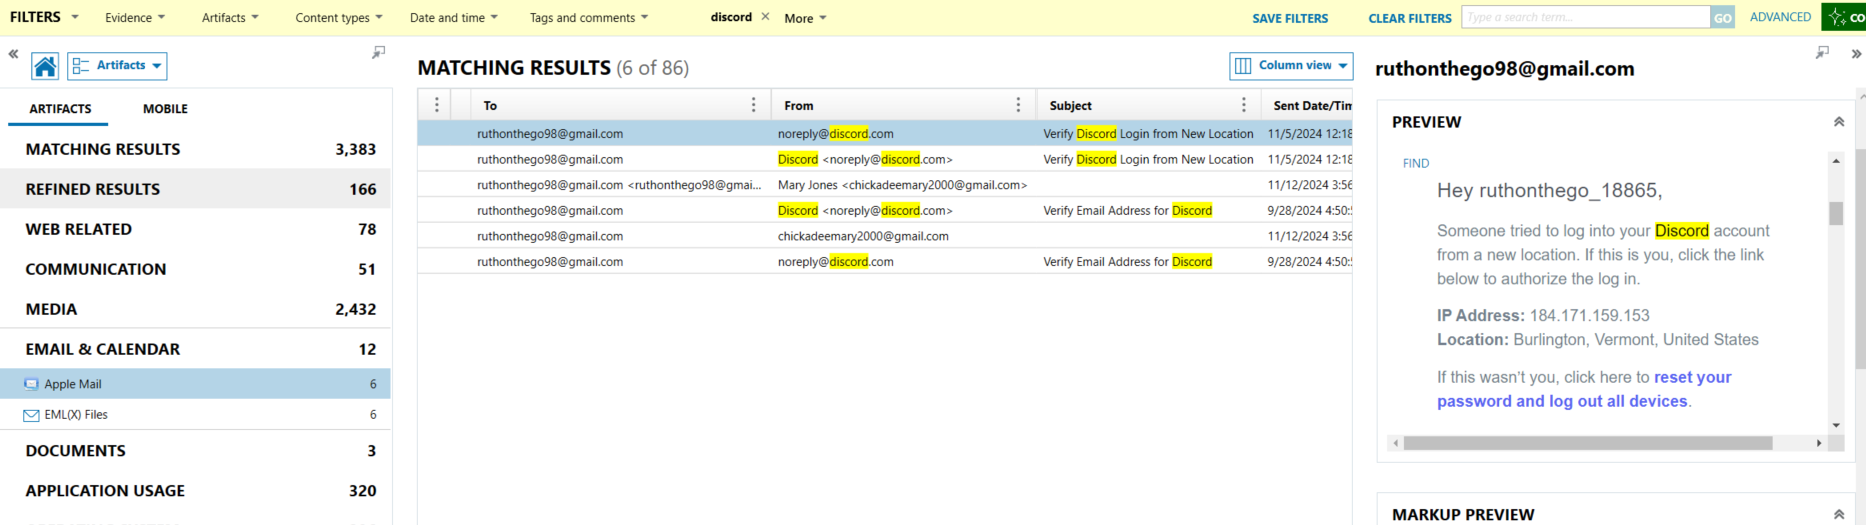 FILTERS Evidence Artifacts Content types Date and time Tags and comments discord × More SAVE FILTERS CLEAR FILTERS Type a search term... GO ADVANCED CO
Artifacts
ARTIFACTS MOBILE
MATCHING RESULTS 3,383
REFINED RESULTS 166
WEB RELATED 78
COMMUNICATION 51
MEDIA 2,432
EMAIL & CALENDAR 12
Apple Mail 6
EML(X) Files 6
DOCUMENTS 3
APPLICATION USAGE 320
MATCHING RESULTS (6 of 86) Column view
To From Subject Sent Date/Tim
ruthonthego98@gmail.com noreply@discord.com Verify Discord Login from New Location 11/5/2024 12:18
ruthonthego98@gmail.com Discord <noreply@discord.com> Verify Discord Login from New Location 11/5/2024 12:18
ruthonthego98@gmail.com <ruthonthego98@gmai... Mary Jones <chickadeemary2000@gmail.com> 11/12/2024 3:56
ruthonthego98@gmail.com Discord <noreply@discord.com> Verify Email Address for Discord 9/28/2024 4:50:
ruthonthego98@gmail.com chickadeemary2000@gmail.com 11/12/2024 3:56
ruthonthego98@gmail.com noreply@discord.com Verify Email Address for Discord 9/28/2024 4:50:
ruthonthego98@gmail.com
PREVIEW
FIND
Hey ruthonthego_18865,
Someone tried to log into your Discord account
from a new location. If this is you, click the link
below to authorize the log in.
IP Address: 184.171.159.153
Location: Burlington, Vermont, United States
If this wasn't you, click here to reset your
password and log out all devices.
MARKUP PREVIEW